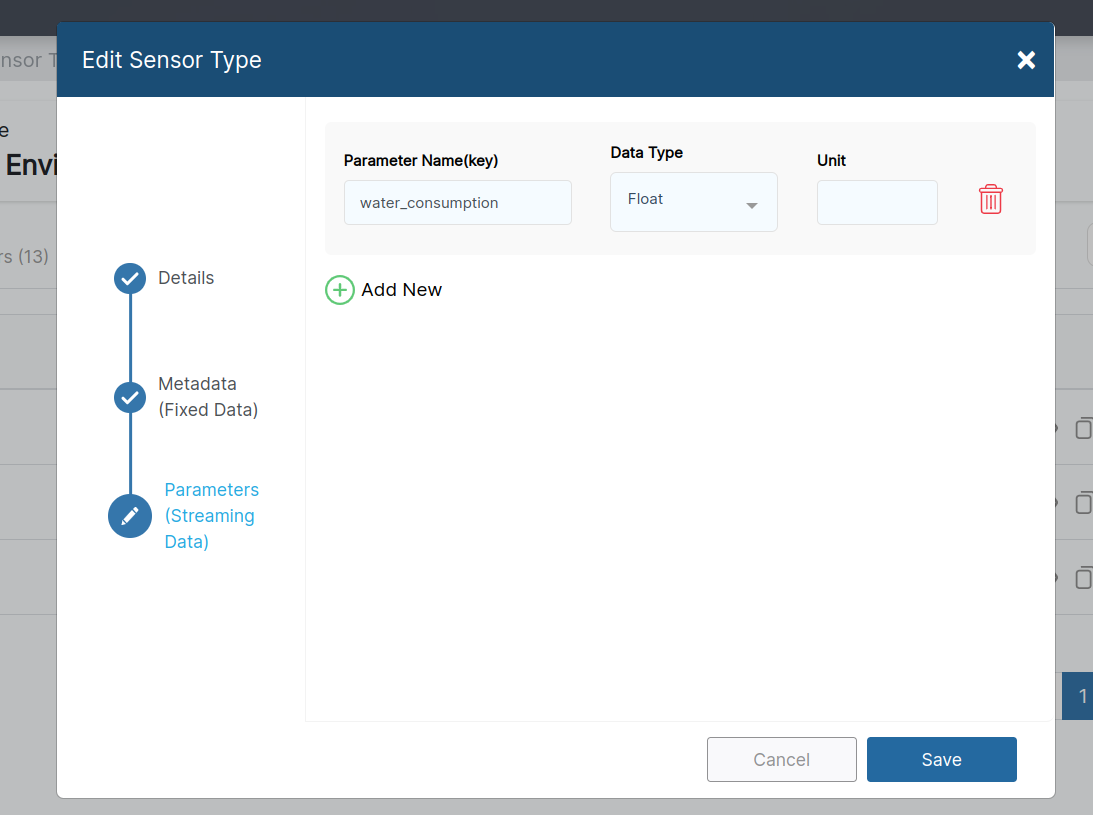 Edit Sensor Type
nsor T
e
Envi
rs (13)
Parameter Name(key)
Data Type
Unit
water_consumption
Float
Add New
Details
Metadata
(Fixed Data)
Parameters
(Streaming
Data)
1
Cancel
Save